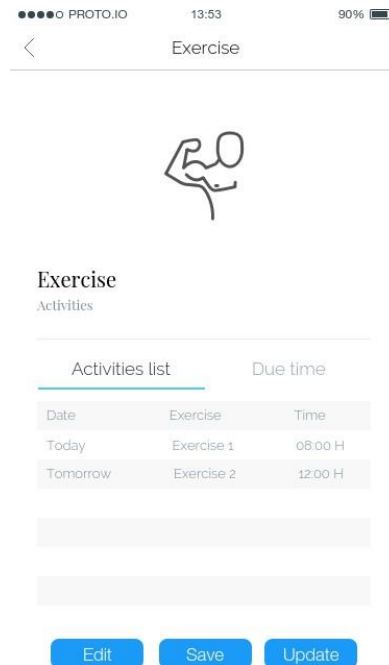 PROTO.IO 13:53 90%
Exercise
Exercise
Activities
Activities list Due time
Date Exercise Time
Today Exercise 1 08:00 H
Tomorrow Exercise 2 12:00 H
Edit Save Update